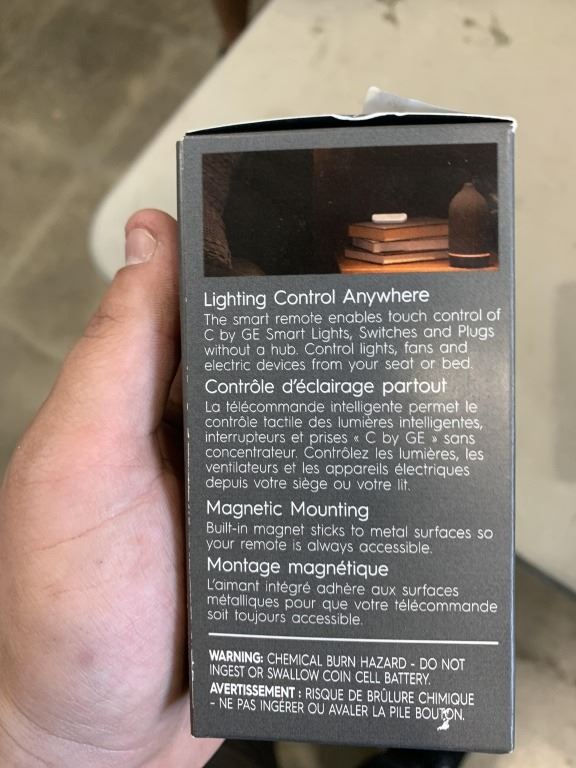 Lighting Control Anywhere
The smart remote enables touch control of
C by GE Smart Lights, Switches and Plugs
without a hub. Control lights, fans and
electric devices from your seat or bed.
Contrôle d'éclairage partout
La télécommande intelligente permet le
contrôle tactile des lumières intelligentes,
interrupteurs et prises « C by GE » sans
concentrateur. Contrôlez les lumières, les
ventilateurs et les appareils électriques
depuis votre siège ou votre lit.
Magnetic Mounting
Built-in magnet sticks to metal surfaces so
your remote is always accessible.
Montage magnétique
L'aimant intégré adhère aux surfaces
métalliques pour que votre télécommande
soit toujours accessible.
WARNING: CHEMICAL BURN HAZARD - DO NOT
INGEST OR SWALLOW COIN CELL BATTERY.
AVERTISSEMENT : RISQUE DE BRÛLURE CHIMIQUE
- NE PAS INGÉRER OU AVALER LA PILE BOUTON.